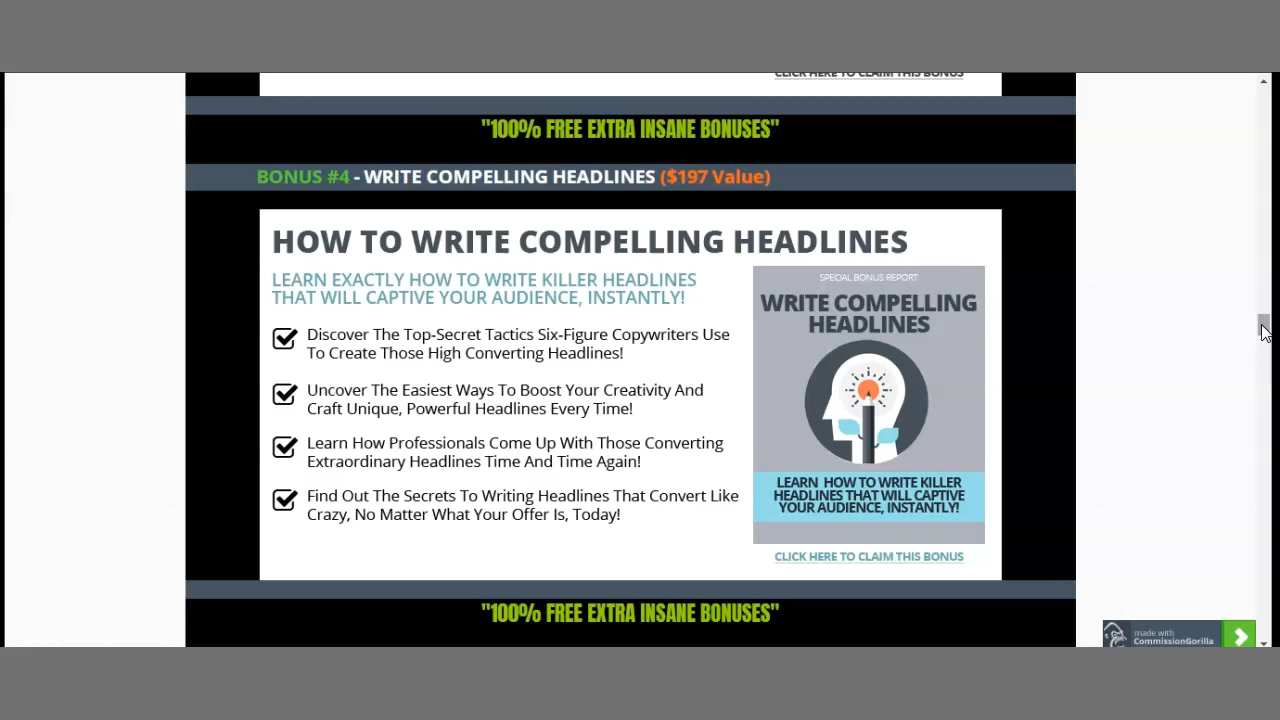 CLICK HERE TO CLAIM THIS BONUS
"100% FREE EXTRA INSANE BONUSES"
BONUS #4 - WRITE COMPELLING HEADLINES ($197 Value)
HOW TO WRITE COMPELLING HEADLINES
LEARN EXACTLY HOW TO WRITE KILLER HEADLINES
THAT WILL CAPTIVE YOUR AUDIENCE, INSTANTLY!
Discover The Top-Secret Tactics Six-Figure Copywriters Use
To Create Those High Converting Headlines!
Uncover The Easiest Ways To Boost Your Creativity And
Craft Unique, Powerful Headlines Every Time!
Learn How Professionals Come Up With Those Converting
Extraordinary Headlines Time And Time Again!
Find Out The Secrets To Writing Headlines That Convert Like
Crazy, No Matter What Your Offer Is, Today!
SPECIAL BONUS REPORT
WRITE COMPELLING
HEADLINES
LEARN HOW TO WRITE KILLER
HEADLINES THAT WILL CAPTIVE
YOUR AUDIENCE, INSTANTLY!
CLICK HERE TO CLAIM THIS BONUS
"100% FREE EXTRA INSANE BONUSES"
made with
CommissionGorilla